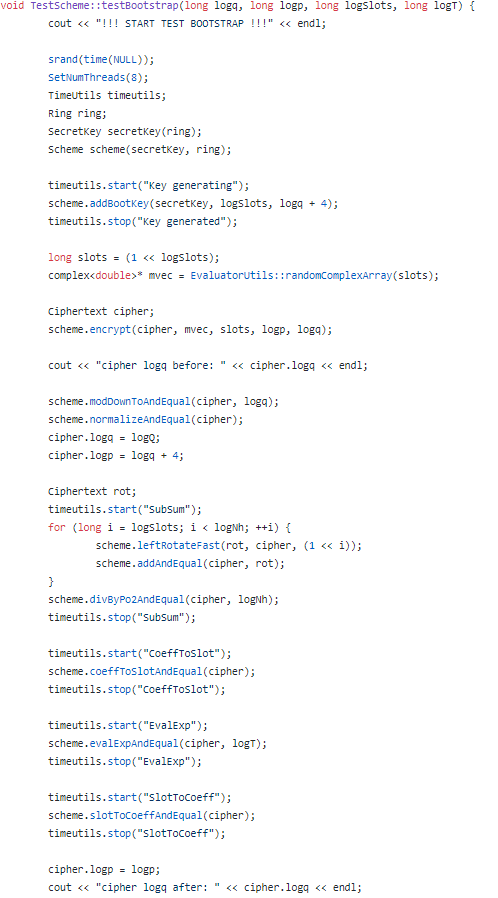 void TestScheme::testBootstrap(long logq, long logp, long logSlots, long logT) {
cout << "!!! START TEST BOOTSTRAP !!!" << endl;
srand(time(NULL));
SetNumThreads(8);
TimeUtils timeutils;
Ring ring;
SecretKey secretKey(ring);
Scheme scheme(secretKey, ring);
timeutils.start("Key generating");
scheme.addBootKey(secretKey, logSlots, logq + 4);
timeutils.stop("Key generated");
long slots = (1 << logSlots);
complex<double>* mvec = EvaluatorUtils::randomComplexArray(slots);
Ciphertext cipher;
scheme.encrypt(cipher, mvec, slots, logp, logq);
cout << "cipher logq before: " << cipher.logq << endl;
scheme.modDownToAndEqual(cipher, logq);
scheme.normalizeAndEqual(cipher);
cipher.logq = logQ;
cipher.logp = logq + 4;
Ciphertext rot;
timeutils.start("SubSum");
for (long i = logSlots; i < logNh; ++i) {
scheme.leftRotateFast(rot, cipher, (1 << i));
scheme.addAndEqual(cipher, rot);
}
scheme.divByPo2AndEqual(cipher, logNh);
timeutils.stop("SubSum");
timeutils.start("CoeffToSlot");
scheme.coeffToSlotAndEqual(cipher);
timeutils.stop("CoeffToSlot");
timeutils.start("EvalExp");
scheme.evalExpAndEqual(cipher, logT);
timeutils.stop("EvalExp");
timeutils.start("SlotToCoeff");
scheme.slotToCoeffAndEqual(cipher);
timeutils.stop("SlotToCoeff");
cipher.logp = logp;
cout << "cipher logq after: " << cipher.logq << endl;